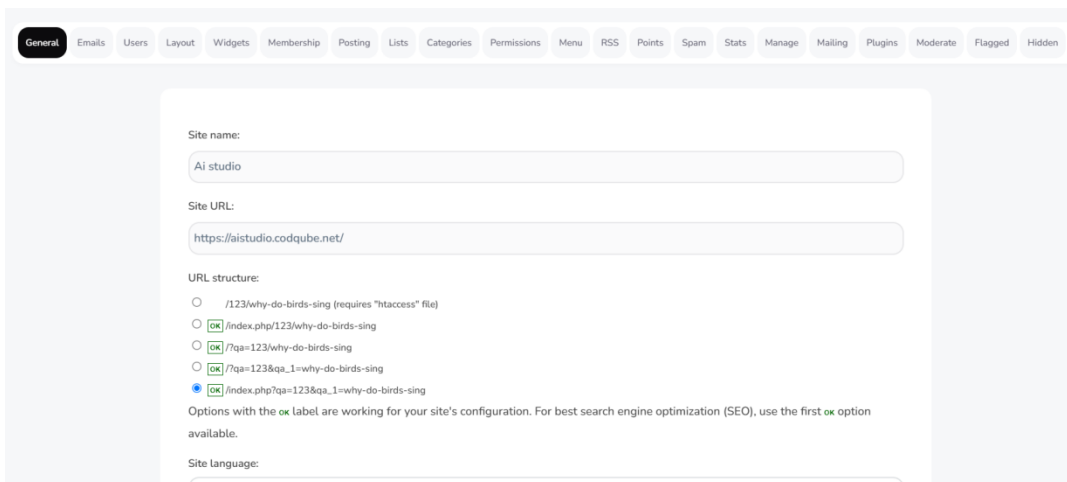 General Emails Users Layout Widgets Membership Posting Lists Categories Permissions Menu RSS Points Spam Stats Manage Mailing Plugins Moderate Flagged Hidden
Site name:
Ai studio
Site URL:
https://aistudio.codqube.net/
URL structure:
/123/why-do-birds-sing (requires "htaccess" file)
OK /index.php/123/why-do-birds-sing
OK /?qa=123/why-do-birds-sing
OK /?qa=123&qa_1=why-do-birds-sing
OK /index.php?qa=123&qa_1=why-do-birds-sing
Options with the OK label are working for your site's configuration. For best search engine optimization (SEO), use the first OK option
available.
Site language: